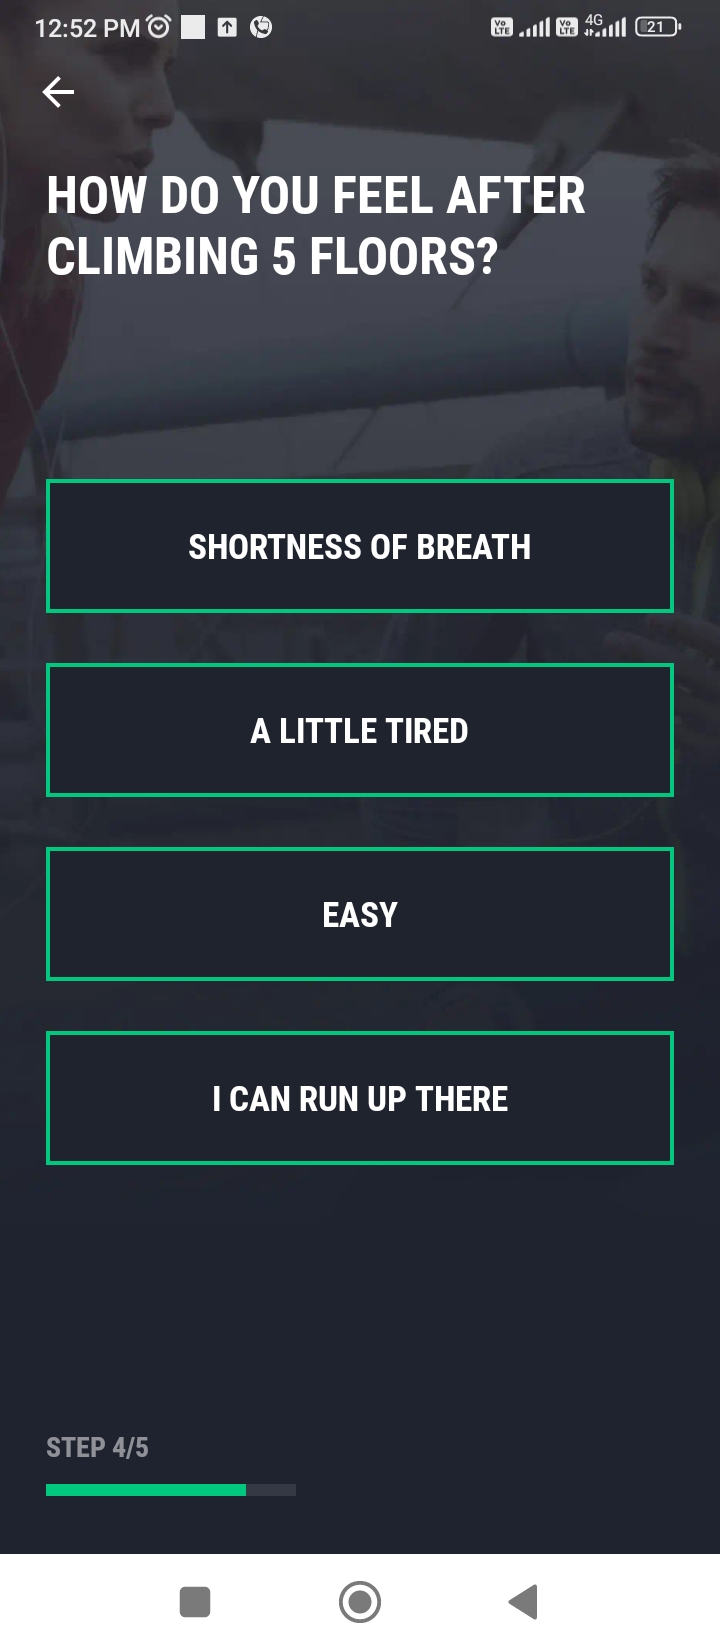 12:52 PM
Vo LTE
Vo LTE
4G
21
HOW DO YOU FEEL AFTER
CLIMBING 5 FLOORS?
SHORTNESS OF BREATH
A LITTLE TIRED
EASY
I CAN RUN UP THERE
STEP 4/5